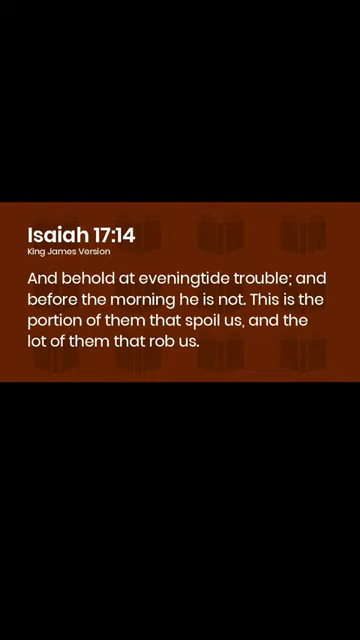 Isaiah 17:14
King James Version
And behold at eveningtide trouble; and
before the morning he is not. This is the
portion of them that spoil us, and the
lot of them that rob us.